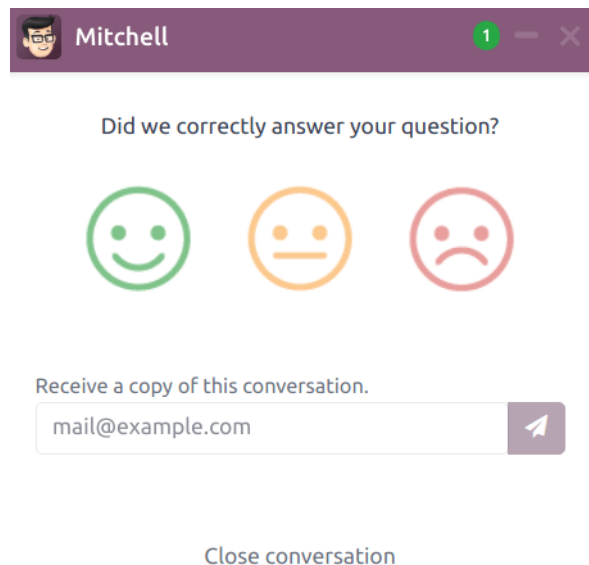 Mitchell
1
Did we correctly answer your question?
Receive a copy of this conversation.
mail@example.com
Close conversation